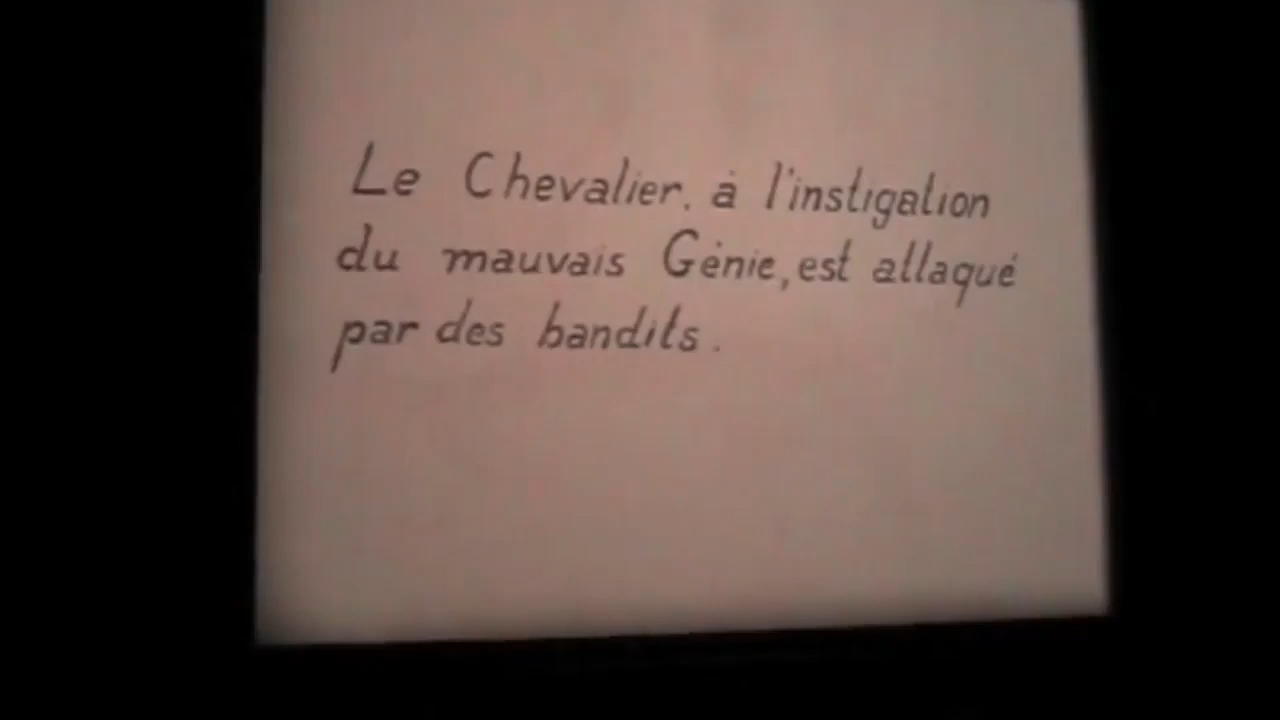 Le Chevalier, à l'instigation
du mauvais Génie, est attaqué
par des bandits.